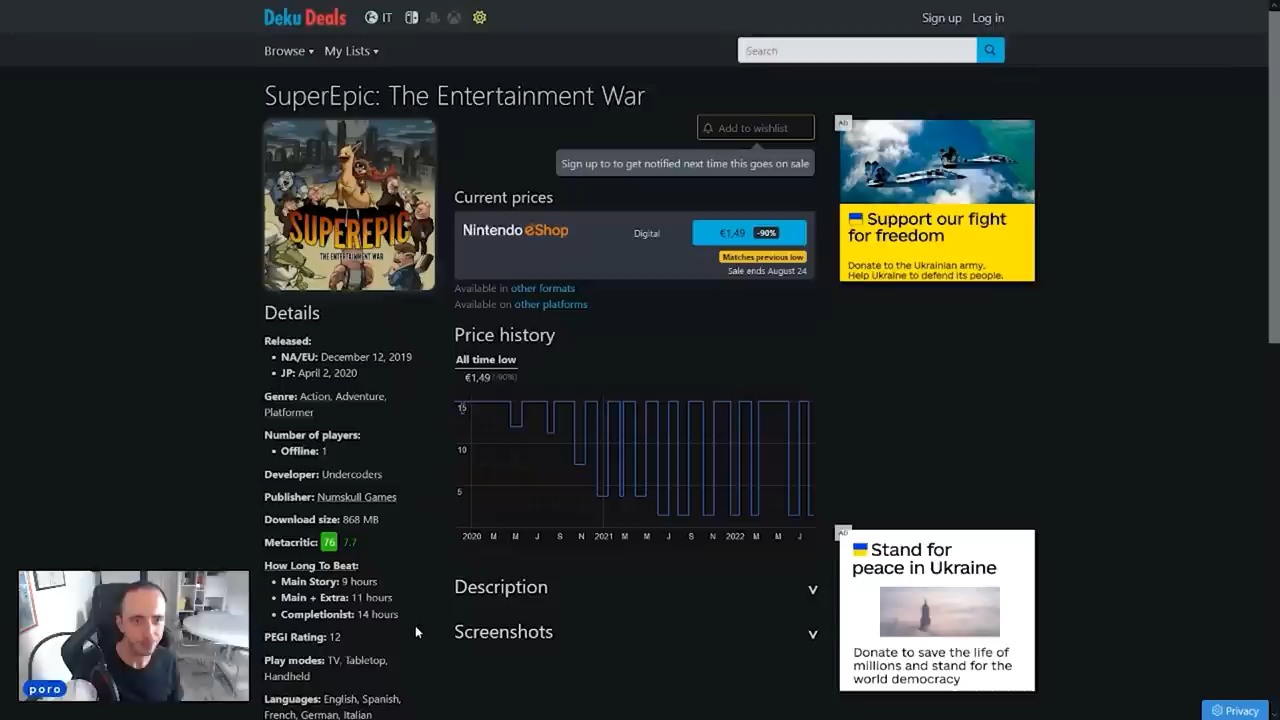 Deku Deals
IT
Sign up
Log in
Browse
My Lists
Search
SuperEpic: The Entertainment War
Add to wishlist
Sign up to to get notified next time this goes on sale
SUPEREPIC
THE ENTERTAINMENT WAR
Current prices
Nintendo eShop
Digital
€1,49 -90%
Matches previous low
Sale ends August 24
Available in other formats
Available on other platforms
Price history
All time low
€1,49 (-90%)
15
10
5
2020 M M J S N 2021 M M J S N 2022 M M J
Description
Screenshots
Details
Released:
• NA/EU: December 12, 2019
• JP: April 2, 2020
Genre: Action, Adventure,
Platformer
Number of players:
• Offline: 1
Developer: Undercoders
Publisher: Numskull Games
Download size: 868 MB
Metacritic: 76 7.7
How Long To Beat:
• Main Story: 9 hours
• Main + Extra: 11 hours
• Completionist: 14 hours
PEGI Rating: 12
Play modes: TV, Tabletop,
Handheld
Languages: English, Spanish,
French, German, Italian
poro
Ad
Support our fight
for freedom
Donate to the Ukrainian army.
Help Ukraine to defend its people.
Ad
Stand for
peace in Ukraine
Donate to save the life of
millions and stand for the
world democracy
Privacy